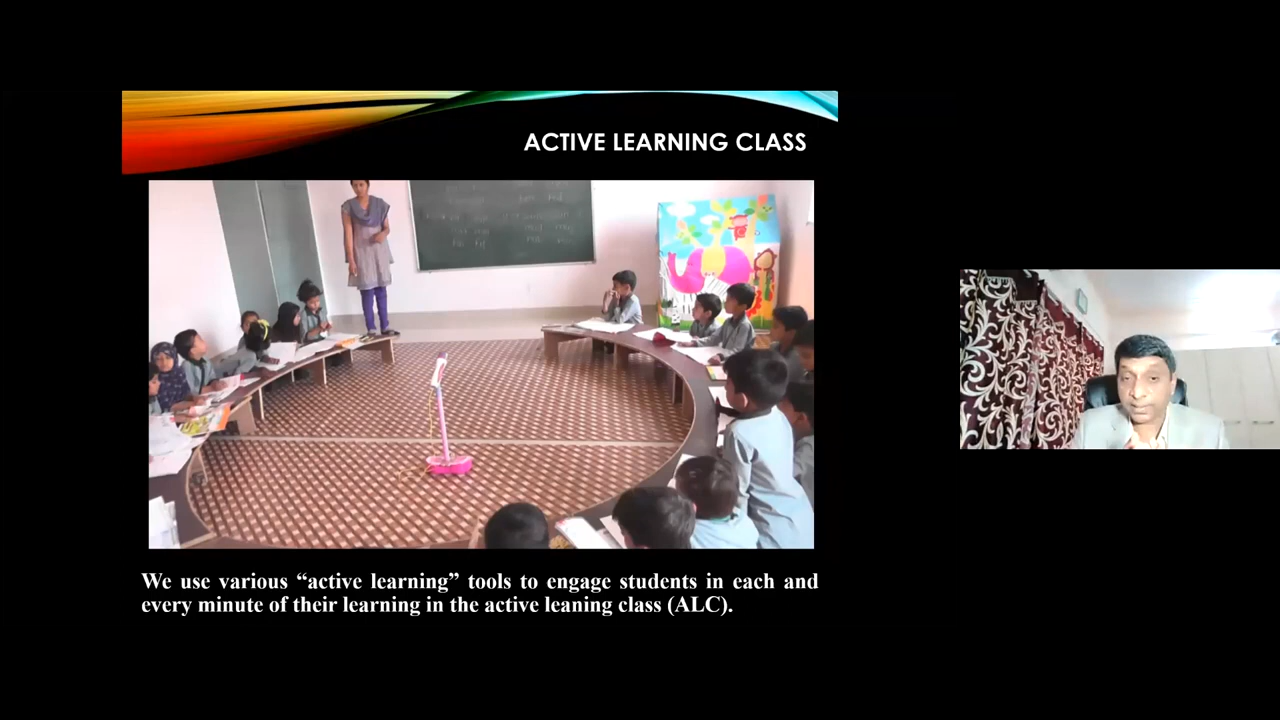 ACTIVE LEARNING CLASS
We use various “active learning” tools to engage students in each and
every minute of their learning in the active leaning class (ALC).